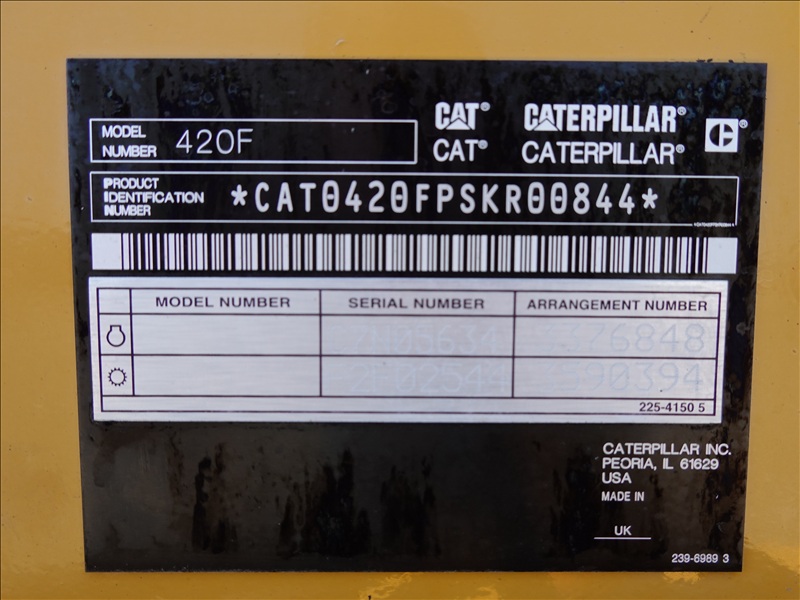 MODEL NUMBER 420F
CAT® CATERPILLAR®
CAT® CATERPILLAR®
PRODUCT IDENTIFICATION NUMBER *CAT0420FPSKR00844*
MODEL NUMBER SERIAL NUMBER ARRANGEMENT NUMBER
225-4150 5
CATERPILLAR INC.
PEORIA, IL 61629
USA
MADE IN
UK
239-6989 3